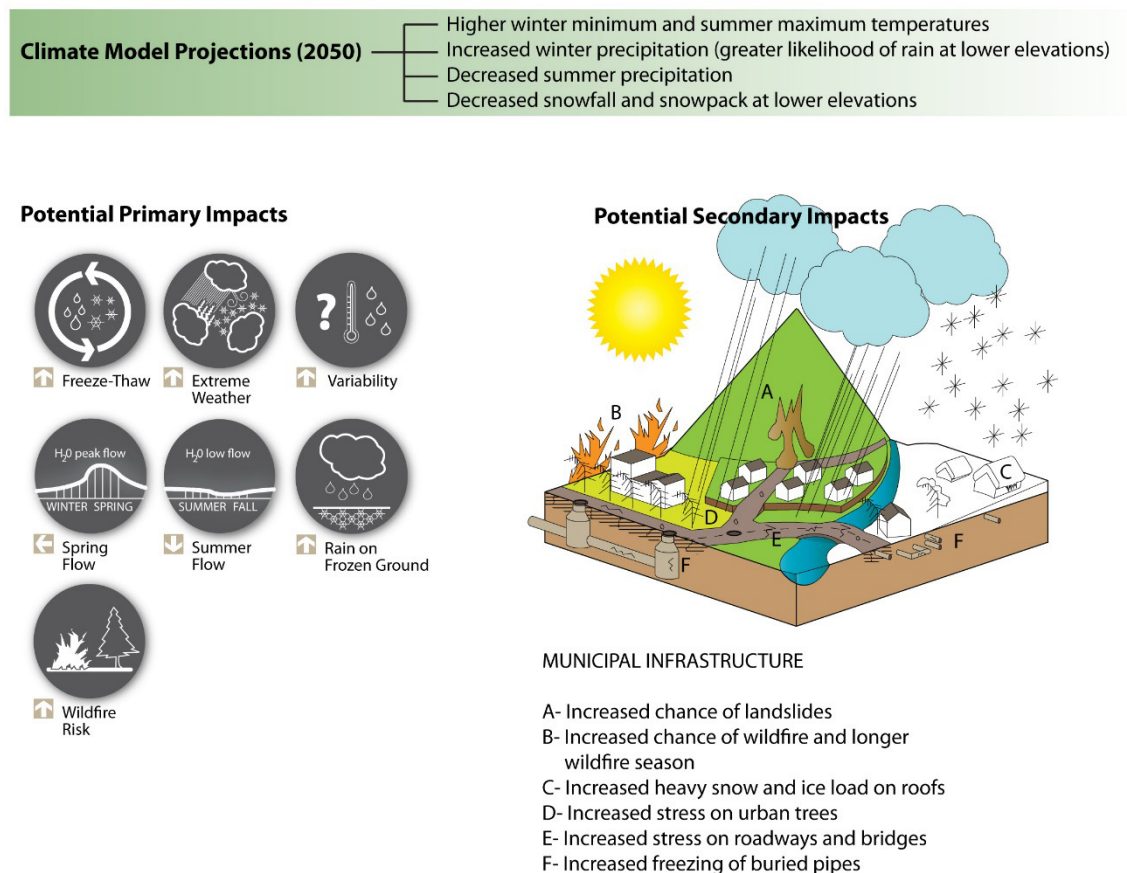 Climate Model Projections (2050)
Higher winter minimum and summer maximum temperatures
Increased winter precipitation (greater likelihood of rain at lower elevations)
Decreased summer precipitation
Decreased snowfall and snowpack at lower elevations
Potential Primary Impacts
Freeze-Thaw
Extreme
Weather
?
Variability
H20 peak flow
WINTER SPRING
Spring
Flow
H20 low flow
SUMMER FALL
Summer
Flow
Rain on
Frozen Ground
Wildfire
Risk
Potential Secondary Impacts
A
B
C
D
E
F
F
MUNICIPAL INFRASTRUCTURE
A- Increased chance of landslides
B- Increased chance of wildfire and longer
wildfire season
C- Increased heavy snow and ice load on roofs
D- Increased stress on urban trees
E- Increased stress on roadways and bridges
F- Increased freezing of buried pipes